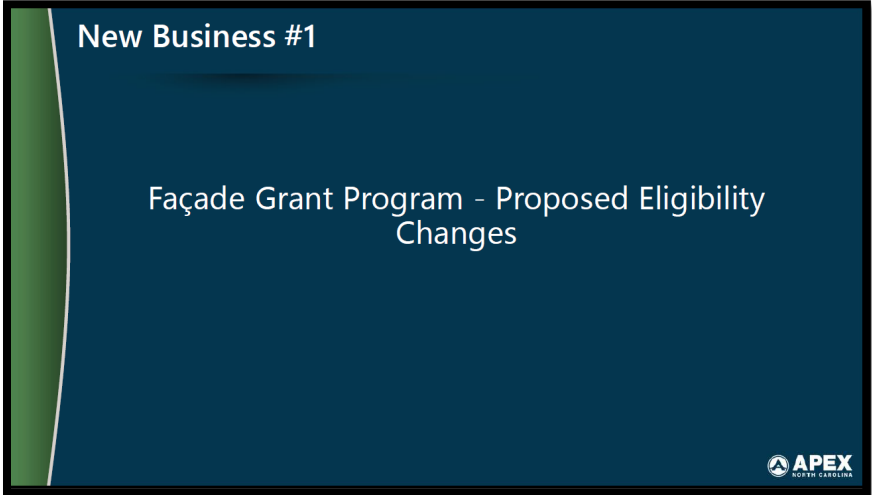 New Business #1
Façade Grant Program - Proposed Eligibility
Changes
APEX
NORTH CAROLINA